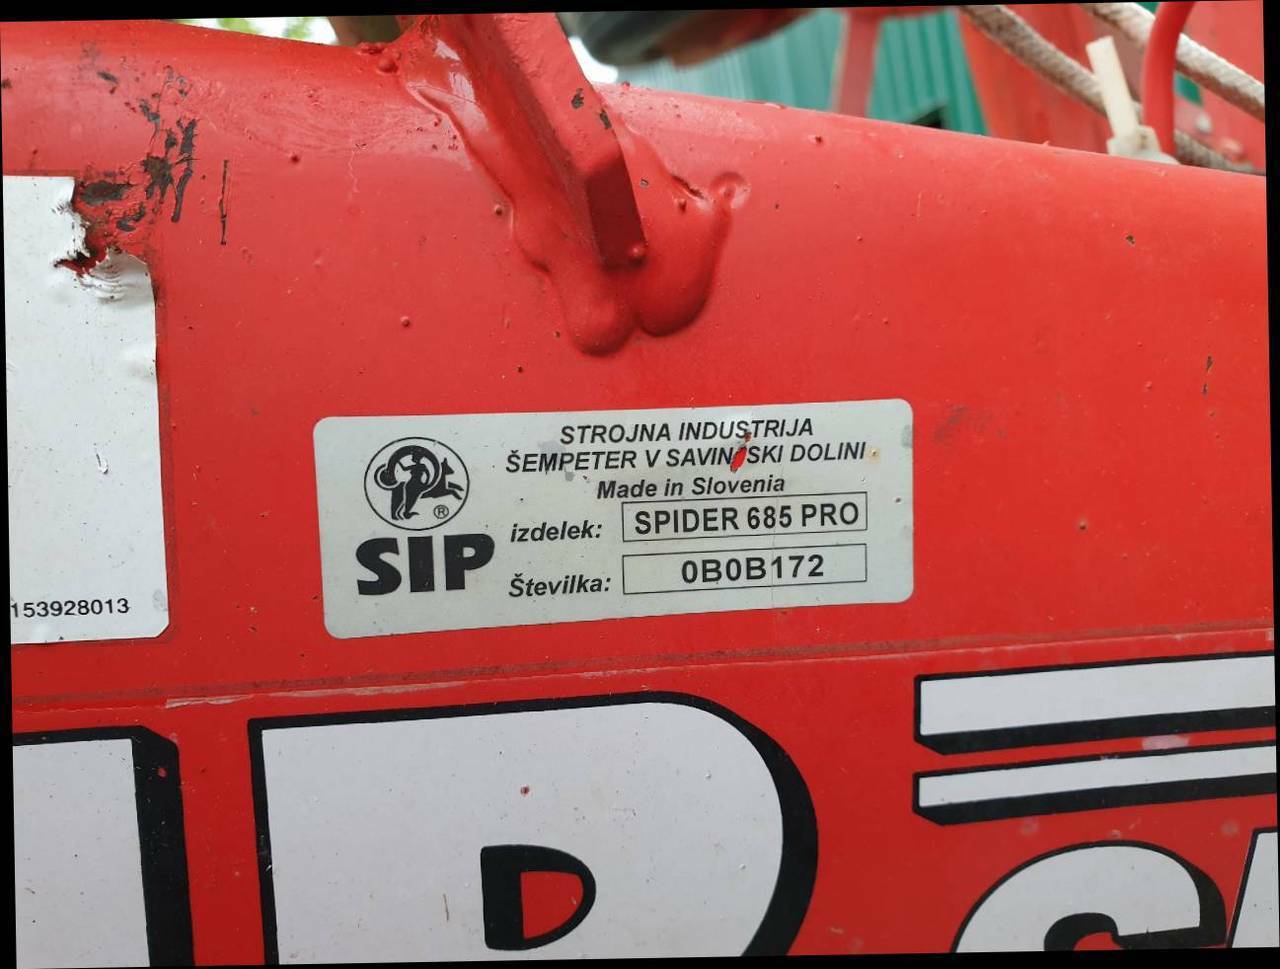 STROJNA INDUSTRIJA
ŠEMPETER V SAVINJSKI DOLINI
Made in Slovenia
®
SIP
izdelek: SPIDER 685 PRO
Številka: 0B0B172
153928013